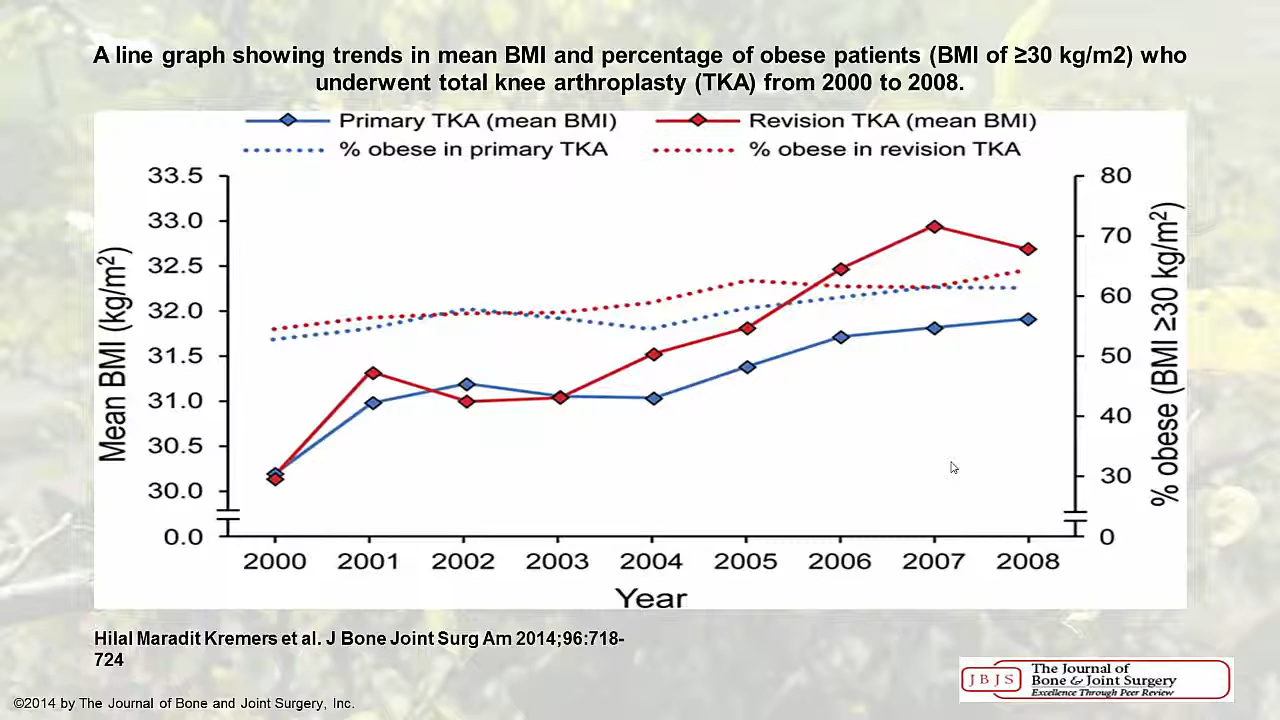 A line graph showing trends in mean BMI and percentage of obese patients (BMI of ≥30 kg/m2) who
underwent total knee arthroplasty (TKA) from 2000 to 2008.
Primary TKA (mean BMI)
Revision TKA (mean BMI)
% obese in primary TKA
% obese in revision TKA
Mean BMI (kg/m²)
33.5
33.0
32.5
32.0
31.5
31.0
30.5
30.0
0.0
80
70
60
50
40
30
0
% obese (BMI ≥30 kg/m²)
2000 2001 2002 2003 2004 2005 2006 2007 2008
Year
Hilal Maradit Kremers et al. J Bone Joint Surg Am 2014;96:718-
724
JBJS
The Journal of
Bone & Joint Surgery
Excellence Through Peer Review
©2014 by The Journal of Bone and Joint Surgery, Inc.